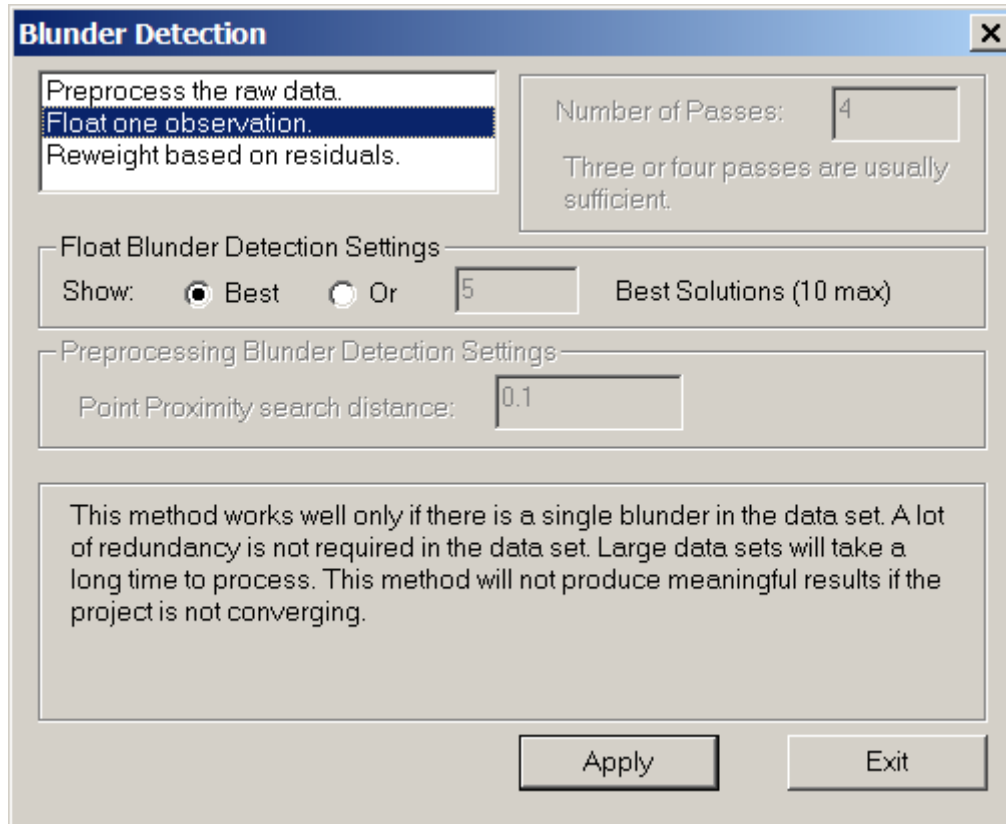 Blunder Detection
Preprocess the raw data.
Float one observation.
Reweight based on residuals.
Number of Passes: 4
Three or four passes are usually
sufficient.
Float Blunder Detection Settings
Show: Best Or 5 Best Solutions (10 max)
Preprocessing Blunder Detection Settings
Point Proximity search distance: 0.1
This method works well only if there is a single blunder in the data set. A lot
of redundancy is not required in the data set. Large data sets will take a
long time to process. This method will not produce meaningful results if the
project is not converging.
Apply Exit